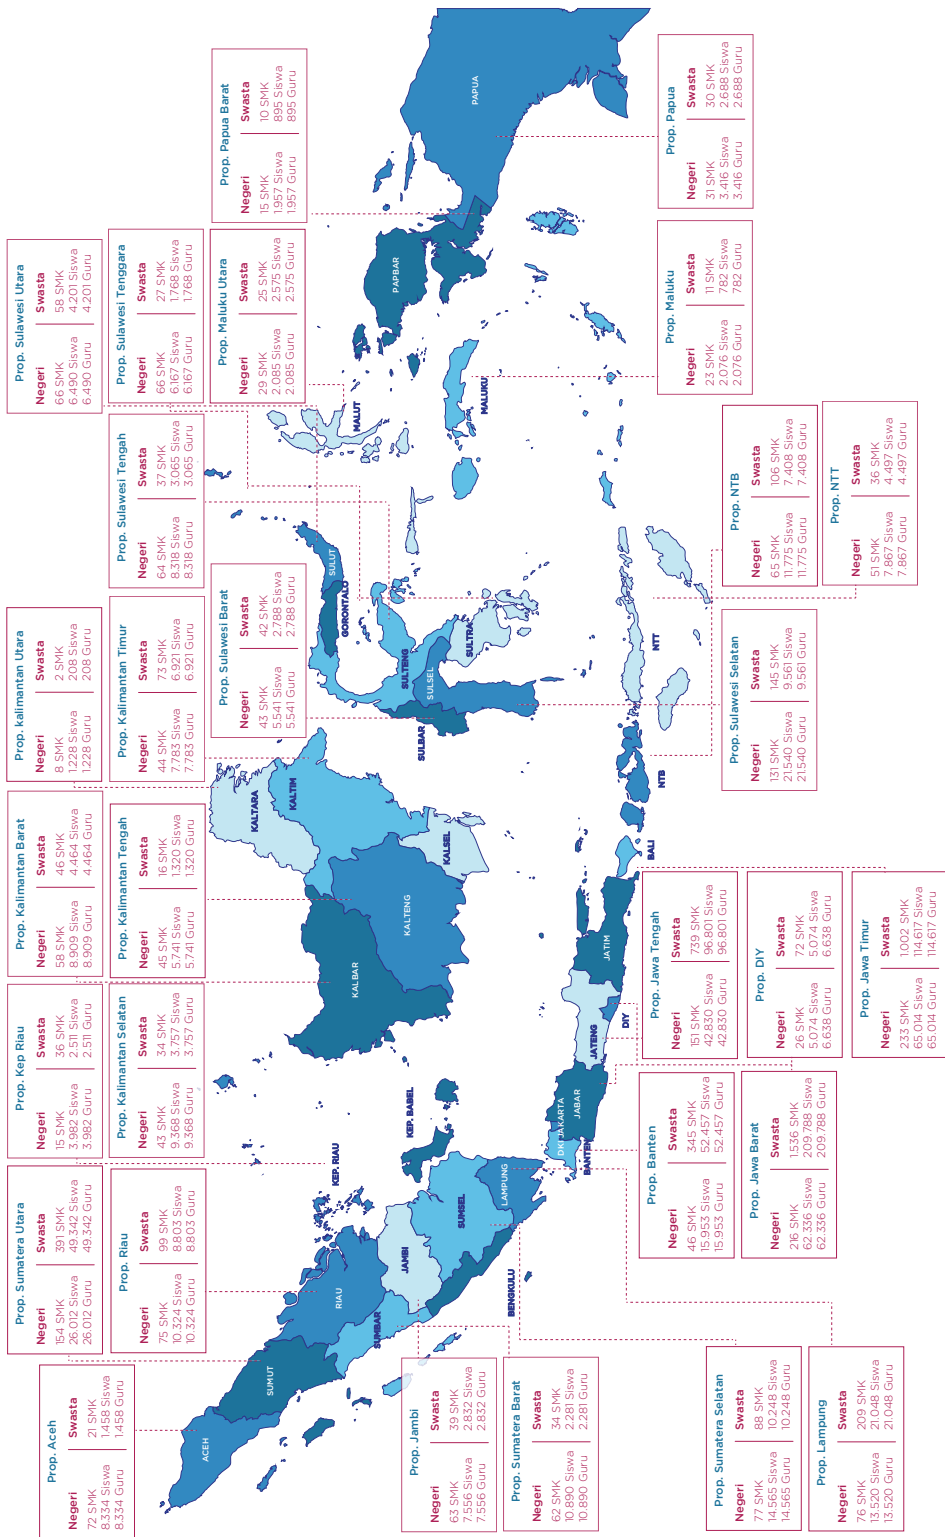 Prop. Aceh
Negeri Swasta
72 SMK 21 SMK
8.334 Siswa 1.458 Siswa
8.334 Guru 1.458 Guru
Prop. Sumatera Utara
Negeri Swasta
154 SMK 391 SMK
26.012 Siswa 49.342 Siswa
26.012 Guru 49.342 Guru
Prop. Riau
Negeri Swasta
75 SMK 99 SMK
10.324 Siswa 8.803 Siswa
10.324 Guru 8.803 Guru
Prop. Kep Riau
Negeri Swasta
15 SMK 36 SMK
3.982 Siswa 2.511 Siswa
3.982 Guru 2.511 Guru
Prop. Kalimantan Selatan
Negeri Swasta
43 SMK 34 SMK
9.368 Siswa 3.757 Siswa
9.368 Guru 3.757 Guru
Prop. Kalimantan Barat
Negeri Swasta
58 SMK 46 SMK
8.909 Siswa 4.464 Siswa
8.909 Guru 4.464 Guru
Prop. Kalimantan Tengah
Negeri Swasta
45 SMK 16 SMK
5.741 Siswa 1.320 Siswa
5.741 Guru 1.320 Guru
Prop. Kalimantan Utara
Negeri Swasta
8 SMK 2 SMK
1.228 Siswa 208 Siswa
1.228 Guru 208 Guru
Prop. Kalimantan Timur
Negeri Swasta
44 SMK 73 SMK
7.783 Siswa 6.921 Siswa
7.783 Guru 6.921 Guru
Prop. Sulawesi Barat
Negeri Swasta
43 SMK 42 SMK
5.541 Siswa 2.788 Siswa
5.541 Guru 2.788 Guru
Prop. Sulawesi Tengah
Negeri Swasta
64 SMK 37 SMK
8.318 Siswa 3.065 Siswa
8.318 Guru 3.065 Guru
Prop. Sulawesi Utara
Negeri Swasta
66 SMK 58 SMK
6.490 Siswa 4.201 Siswa
6.490 Guru 4.201 Guru
Prop. Sulawesi Tenggara
Negeri Swasta
66 SMK 27 SMK
6.167 Siswa 1.768 Siswa
6.167 Guru 1.768 Guru
Prop. Maluku Utara
Negeri Swasta
29 SMK 25 SMK
2.085 Siswa 2.575 Siswa
2.085 Guru 2.575 Guru
Prop. Papua Barat
Negeri Swasta
15 SMK 10 SMK
1.957 Siswa 895 Siswa
1.957 Guru 895 Guru
ACEH
SUMUT
RIAU
SUMBAR
JAMBI
KEP. RIAU
KEP. BABEL
SUMSEL
BENGKULU
LAMPUNG
BANTEN
DKI JAKARTA
JABAR
JATENG
DIY
JATIM
BALI
NTB
NTT
KALBAR
KALTENG
KALSEL
KALTIM
KALTARA
SULBAR
SULSEL
SULTENG
SULTRA
GORONTALO
SULUT
MALUT
MALUKU
PAPBAR
PAPUA
Prop. Jambi
Negeri Swasta
63 SMK 39 SMK
7.556 Siswa 2.832 Siswa
7.556 Guru 2.832 Guru
Prop. Sumatera Barat
Negeri Swasta
62 SMK 34 SMK
10.890 Siswa 2.281 Siswa
10.890 Guru 2.281 Guru
Prop. Sumatera Selatan
Negeri Swasta
77 SMK 88 SMK
14.565 Siswa 10.248 Siswa
14.565 Guru 10.248 Guru
Prop. Lampung
Negeri Swasta
76 SMK 209 SMK
13.520 Siswa 21.048 Siswa
13.520 Guru 21.048 Guru
Prop. Banten
Negeri Swasta
46 SMK 345 SMK
15.953 Siswa 52.457 Siswa
15.953 Guru 52.457 Guru
Prop. Jawa Barat
Negeri Swasta
216 SMK 1.536 SMK
62.336 Siswa 209.788 Siswa
62.336 Guru 209.788 Guru
Prop. Jawa Tengah
Negeri Swasta
151 SMK 739 SMK
42.830 Siswa 96.801 Siswa
42.830 Guru 96.801 Guru
Prop. DIY
Negeri Swasta
26 SMK 72 SMK
5.074 Siswa 5.074 Siswa
6.638 Guru 6.638 Guru
Prop. Jawa Timur
Negeri Swasta
233 SMK 1.002 SMK
65.014 Siswa 114.617 Siswa
65.014 Guru 114.617 Guru
Prop. Sulawesi Selatan
Negeri Swasta
131 SMK 145 SMK
21.540 Siswa 9.561 Siswa
21.540 Guru 9.561 Guru
Prop. NTB
Negeri Swasta
65 SMK 106 SMK
11.775 Siswa 7.408 Siswa
11.775 Guru 7.408 Guru
Prop. NTT
Negeri Swasta
51 SMK 36 SMK
7.867 Siswa 4.497 Siswa
7.867 Guru 4.497 Guru
Prop. Maluku
Negeri Swasta
23 SMK 11 SMK
2.076 Siswa 782 Siswa
2.076 Guru 782 Guru
Prop. Papua
Negeri Swasta
31 SMK 30 SMK
3.416 Siswa 2.688 Siswa
3.416 Guru 2.688 Guru